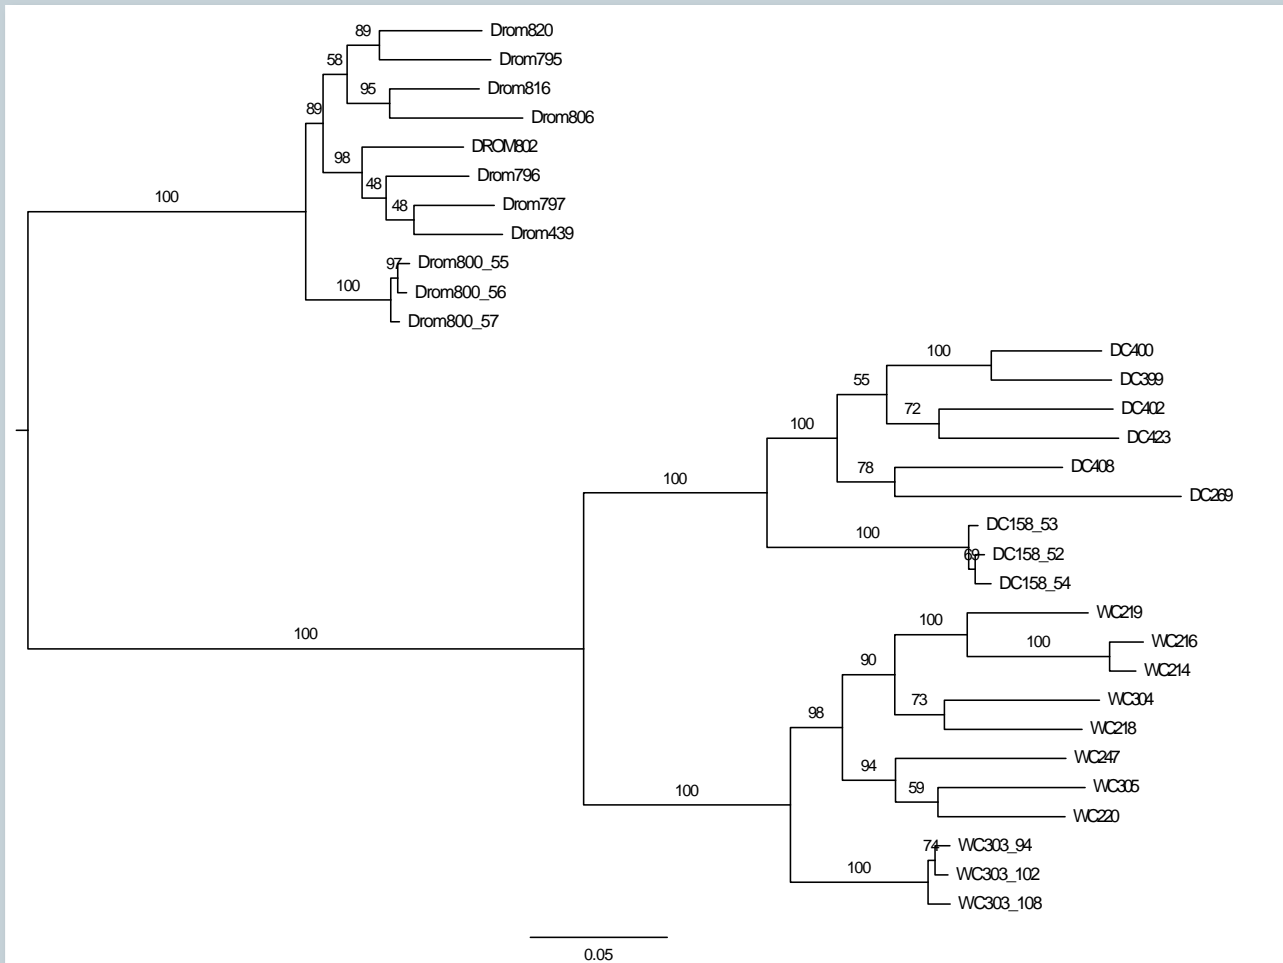 89
Drom820
58
Drom795
95
Drom816
89
Drom806
98
DROM802
48
Drom796
48
Drom797
100
Drom439
97
Drom800_55
100
Drom800_56
Drom800_57
100
DC400
55
DC399
72
DC402
100
DC423
78
DC408
100
DC269
100
DC158_53
69
DC158_52
DC158_54
100
WC219
100
100
WC216
90
WC214
73
WC304
98
WC218
94
WC247
59
WC305
100
WC220
74
WC303_94
100
WC303_102
WC303_108
0.05